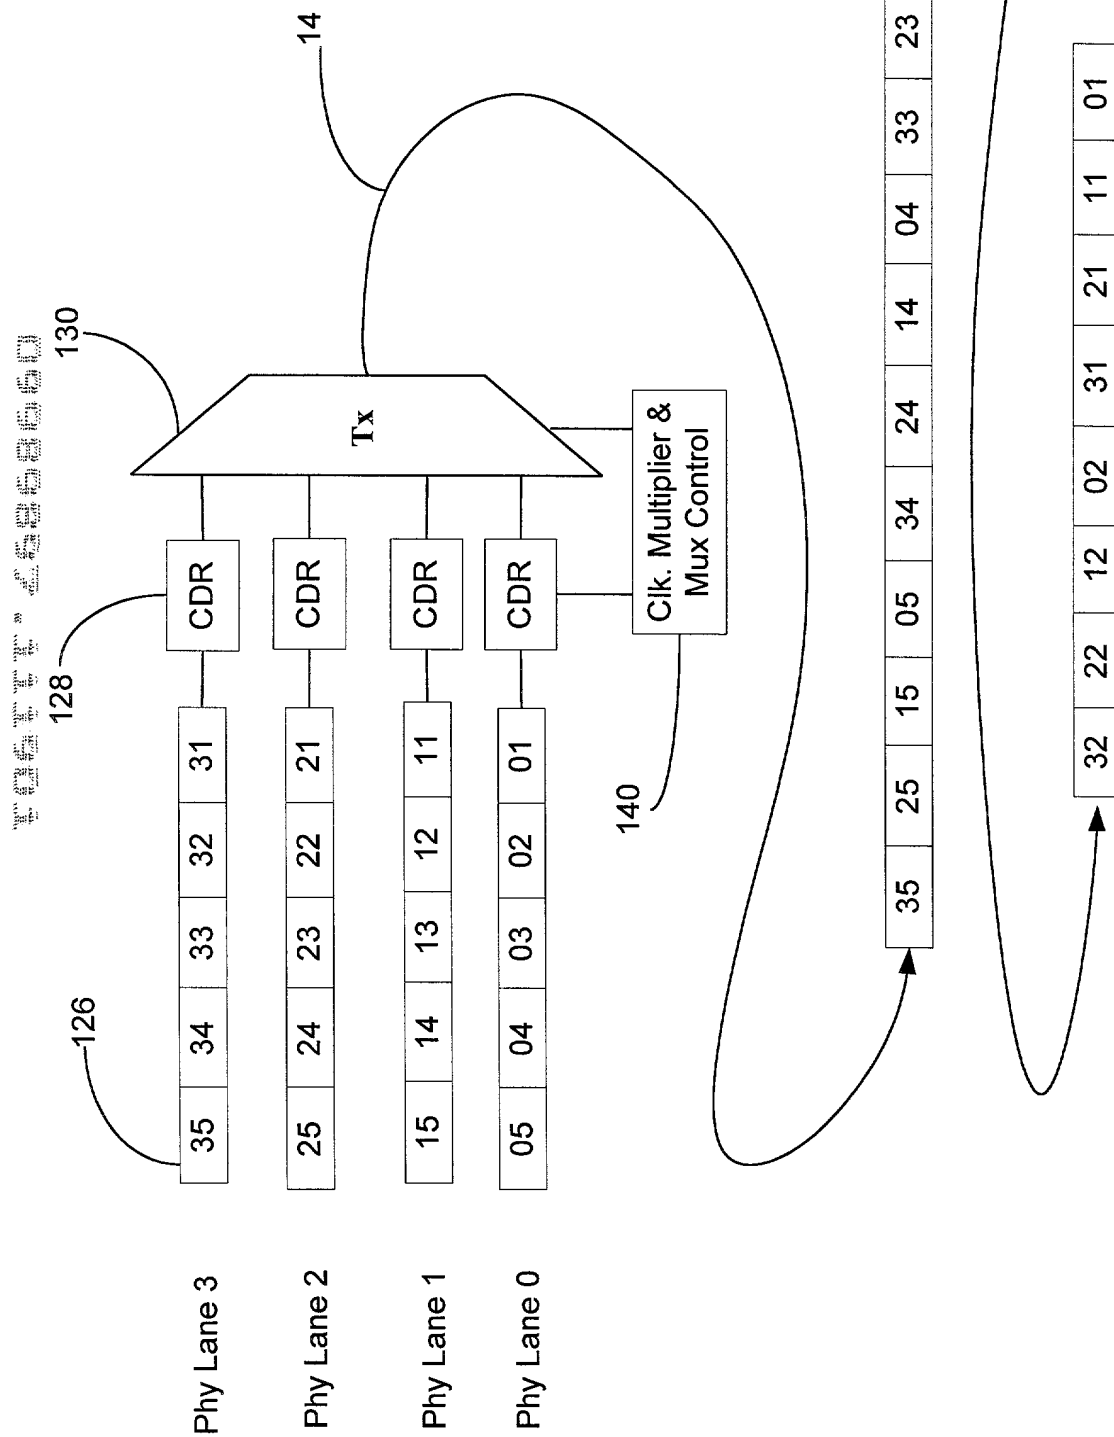 126
128
130
Phy Lane 3 35 34 33 32 31 CDR
14
Phy Lane 2 25 24 23 22 21 CDR
Tx
Phy Lane 1 15 14 13 12 11 CDR
Phy Lane 0 05 04 03 02 01 CDR
140
Clk. Multiplier &
Mux Control
35 25 15 05 34 24 14 04 33 23
32 22 12 02 31 21 11 01